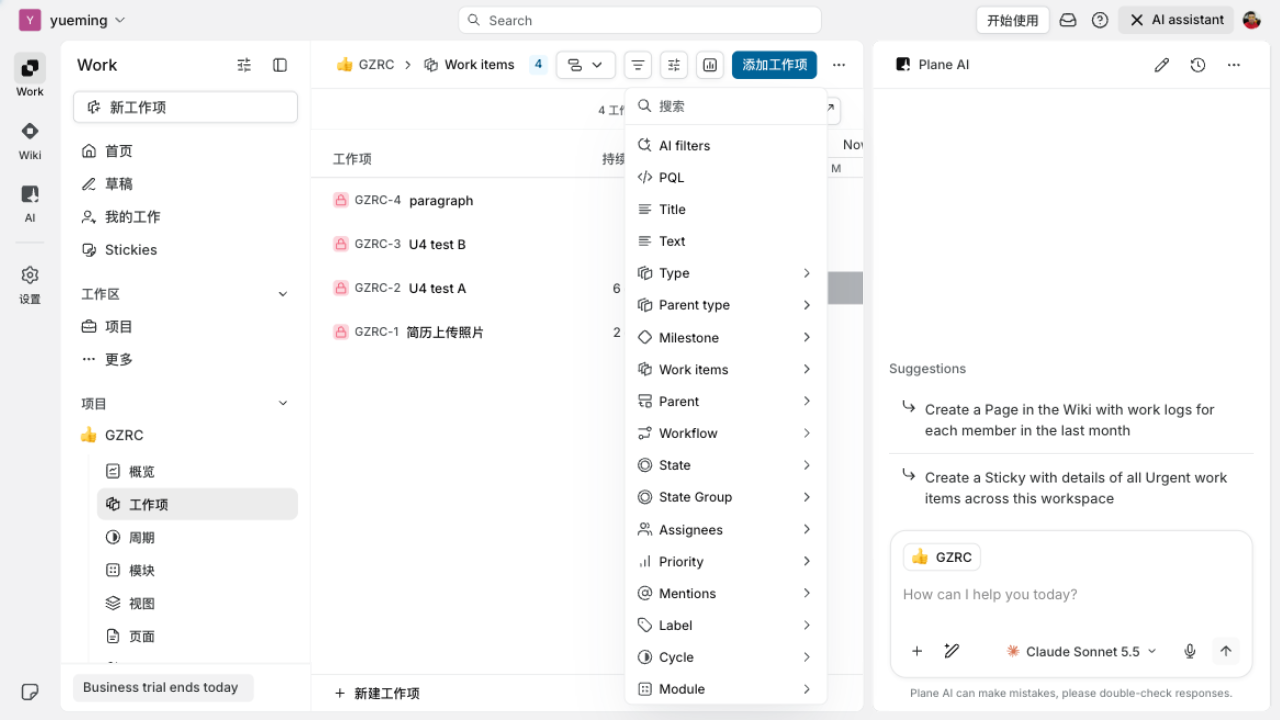 Y yueming
Search
开始使用
AI assistant
Work
Wiki
AI
设置
Work
新工作项
首页
草稿
我的工作
Stickies
工作区
项目
更多
项目
GZRC
概览
工作项
周期
模块
视图
页面
Business trial ends today
GZRC
Work items 4
添加工作项
工作项
GZRC-4 paragraph
GZRC-3 U4 test B
GZRC-2 U4 test A 6
GZRC-1 简历上传照片 2
新建工作项
M
搜索
AI filters
PQL
Title
Text
Type
Parent type
Milestone
Work items
Parent
Workflow
State
State Group
Assignees
Priority
Mentions
Label
Cycle
Module
Plane AI
Suggestions
Create a Page in the Wiki with work logs for
each member in the last month
Create a Sticky with details of all Urgent work
items across this workspace
GZRC
How can I help you today?
Claude Sonnet 5.5
Plane AI can make mistakes, please double-check responses.